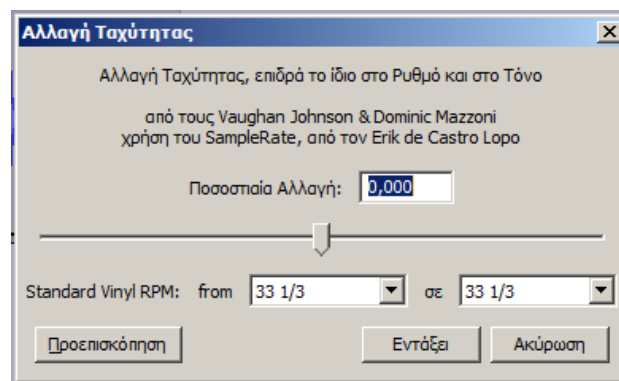 Αλλαγή Ταχύτητας
Αλλαγή Ταχύτητας, επιδρά το ίδιο στο Ρυθμό και στο Τόνο
από τους Vaughan Johnson & Dominic Mazzoni
χρήση του SampleRate, από τον Erik de Castro Lopo
Ποσοστιαία Αλλαγή: 0,000
Standard Vinyl RPM: from 33 1/3 σε 33 1/3
Προεπισκόπηση Εντάξει Ακύρωση